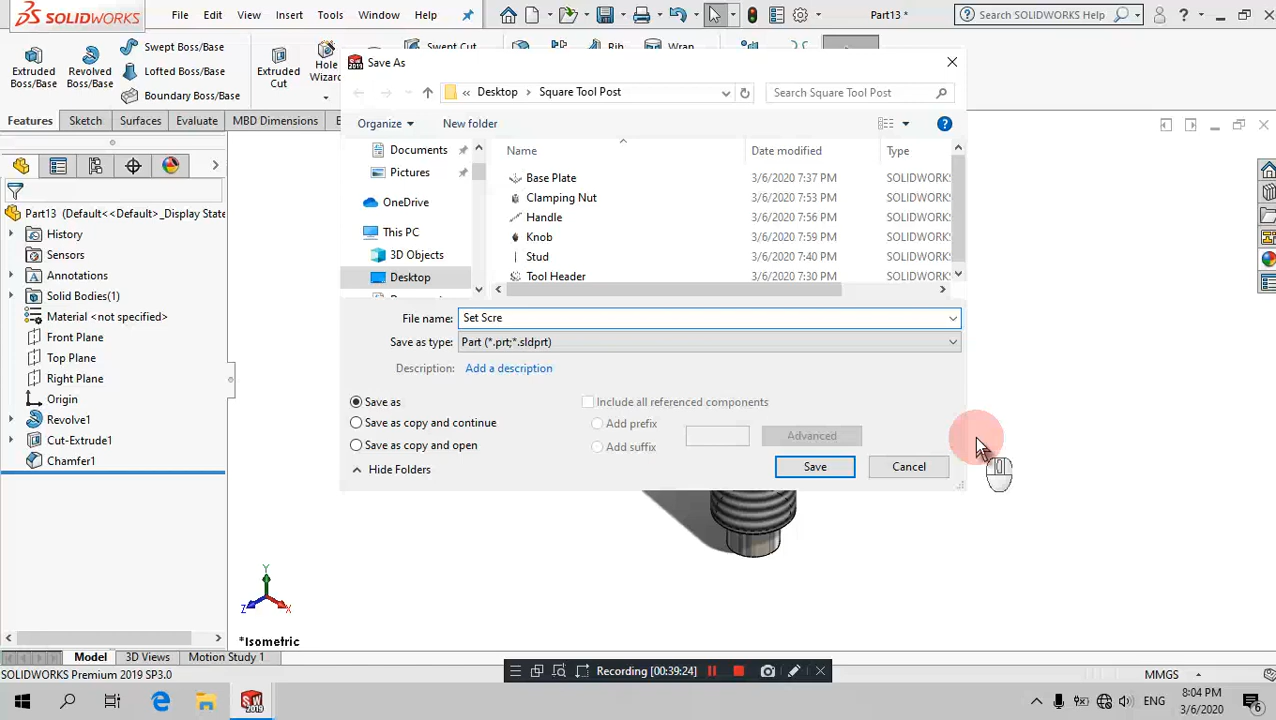 SOLIDWORKS
File Edit View Insert Tools Window Help
Part13 *
Search SOLIDWORKS Help
Extruded Boss/Base
Revolved Boss/Base
Swept Boss/Base
Lofted Boss/Base
Boundary Boss/Base
Extruded Cut
Hole Wizard
Swept Cut
Rib
Wrap
Features Sketch Surfaces Evaluate MBD Dimensions
Part13 (Default<<Default>_Display State
History
Sensors
Annotations
Solid Bodies(1)
Material <not specified>
Front Plane
Top Plane
Right Plane
Origin
Revolve1
Cut-Extrude1
Chamfer1
Save As
« Desktop > Square Tool Post
Search Square Tool Post
Organize
New folder
Documents
Pictures
OneDrive
This PC
3D Objects
Desktop
Name Date modified Type
Base Plate 3/6/2020 7:37 PM SOLIDWORKS
Clamping Nut 3/6/2020 7:53 PM SOLIDWORKS
Handle 3/6/2020 7:56 PM SOLIDWORKS
Knob 3/6/2020 7:59 PM SOLIDWORKS
Stud 3/6/2020 7:40 PM SOLIDWORKS
Tool Header 3/6/2020 7:30 PM SOLIDWORKS
File name: Set Scre
Save as type: Part (*.prt;*.sldprt)
Description: Add a description
Save as
Save as copy and continue
Save as copy and open
Include all referenced components
Add prefix
Add suffix
Advanced
Hide Folders
Save
Cancel
Y
Z
X
*Isometric
Model 3D Views Motion Study 1
SOLIDWORKS Premium 2019 SP3.0
MMGS
Recording [00:39:24]
SW 2019
ENG
8:04 PM
3/6/2020
6